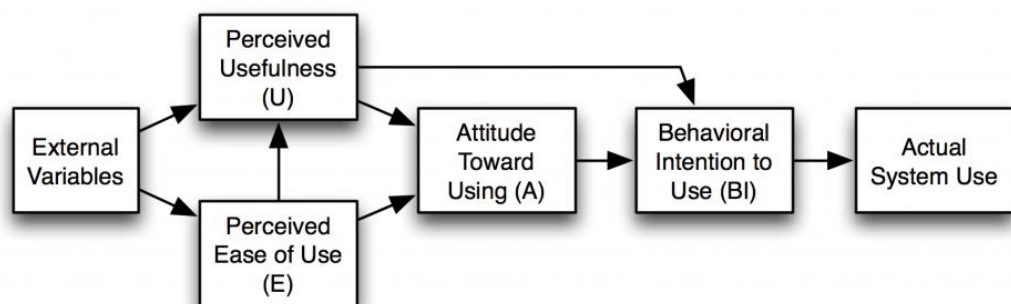 External
Variables
Perceived
Usefulness
(U)
Perceived
Ease of Use
(E)
Attitude
Toward
Using (A)
Behavioral
Intention to
Use (BI)
Actual
System Use